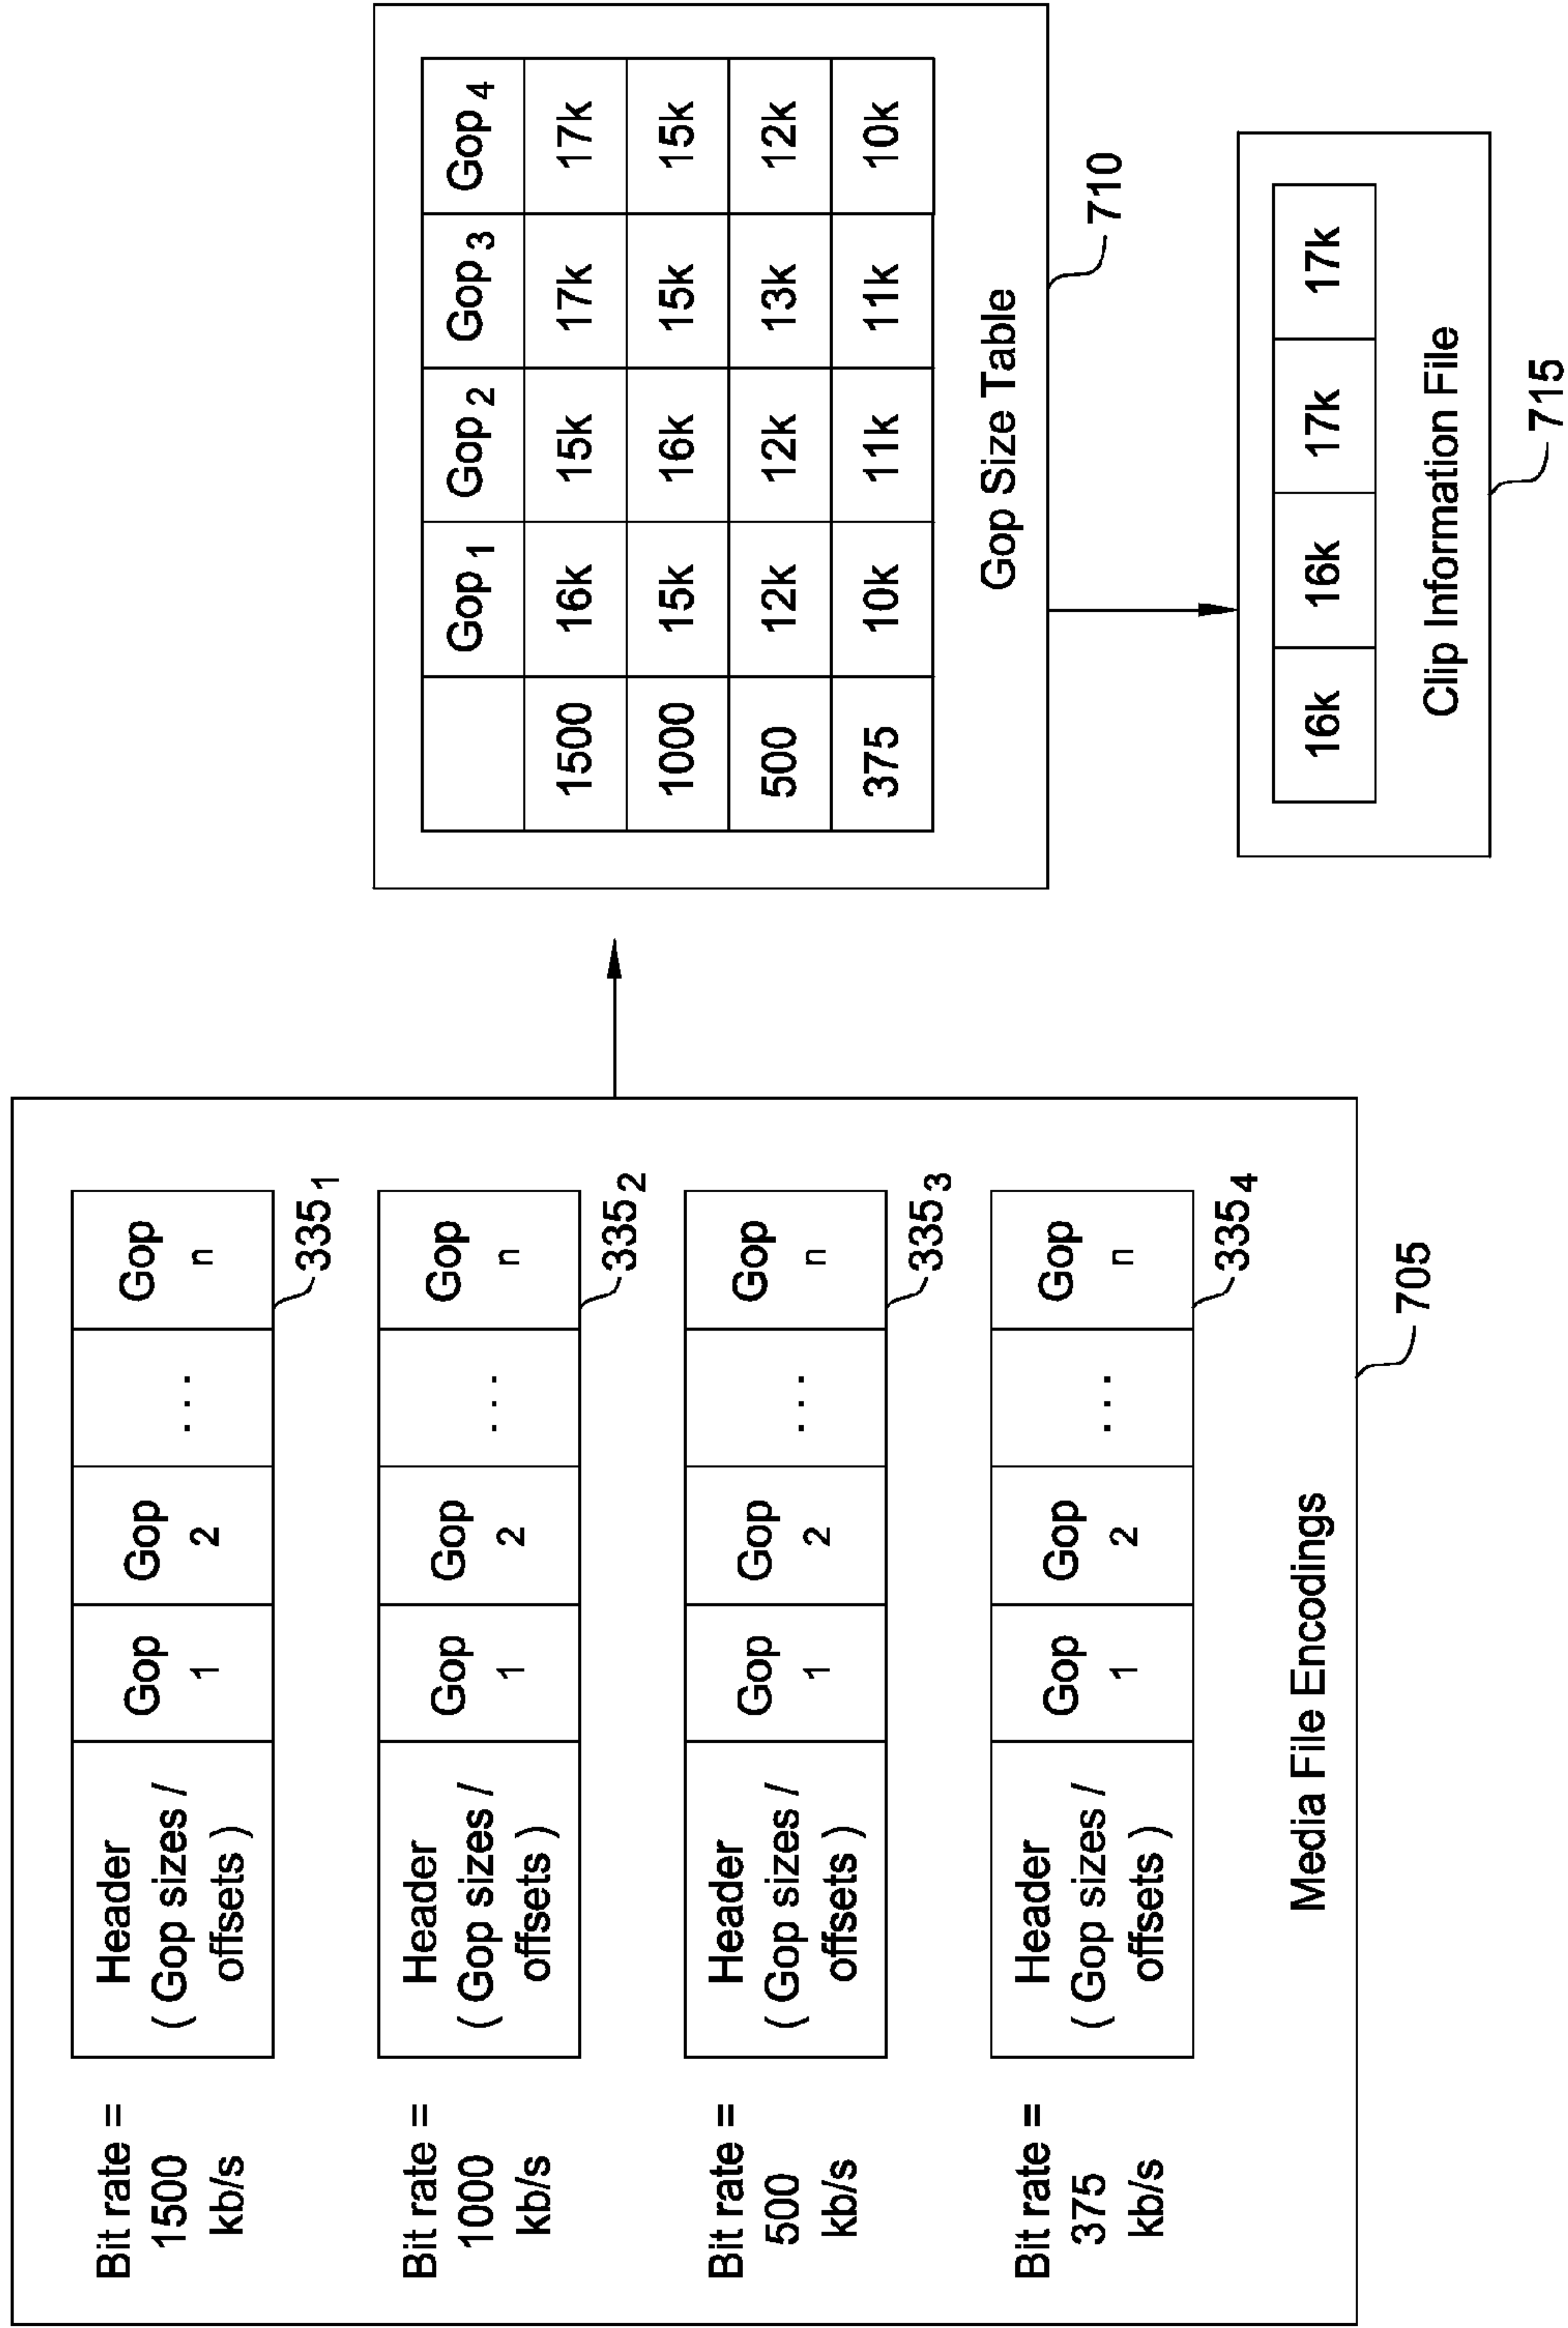 Bit rate =
1500
kb/s
Header
( Gop sizes /
offsets )
Gop
1
Gop
2
. . .
Gop
n
335 1
Bit rate =
1000
kb/s
Header
( Gop sizes /
offsets )
Gop
1
Gop
2
. . .
Gop
n
335 2
Bit rate =
500
kb/s
Header
( Gop sizes /
offsets )
Gop
1
Gop
2
. . .
Gop
n
335 3
Bit rate =
375
kb/s
Header
( Gop sizes /
offsets )
Gop
1
Gop
2
. . .
Gop
n
335 4
Media File Encodings
705
Gop 1 Gop 2 Gop 3 Gop 4
1500 16k 15k 17k 17k
1000 15k 16k 15k 15k
500 12k 12k 13k 12k
375 10k 11k 11k 10k
Gop Size Table
710
16k 16k 17k 17k
Clip Information File
715